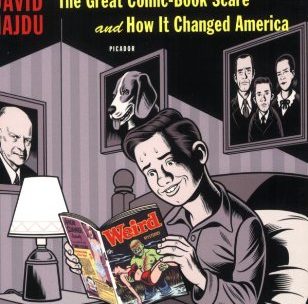 DAVID
HAJDU
The Great Comic-Book Scare
and How It Changed America
PICADOR
Weird